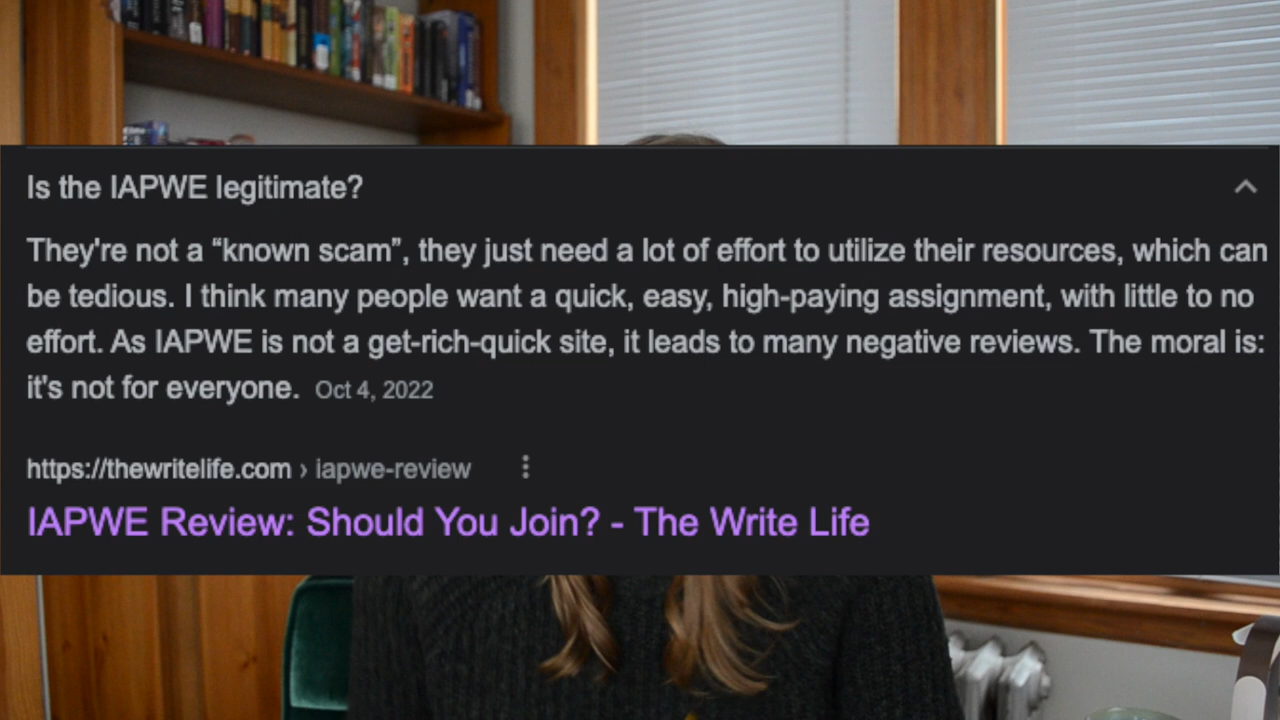 Is the IAPWE legitimate?
They're not a “known scam”, they just need a lot of effort to utilize their resources, which can
be tedious. I think many people want a quick, easy, high-paying assignment, with little to no
effort. As IAPWE is not a get-rich-quick site, it leads to many negative reviews. The moral is:
it's not for everyone. Oct 4, 2022
https://thewritelife.com › iapwe-review
IAPWE Review: Should You Join? - The Write Life